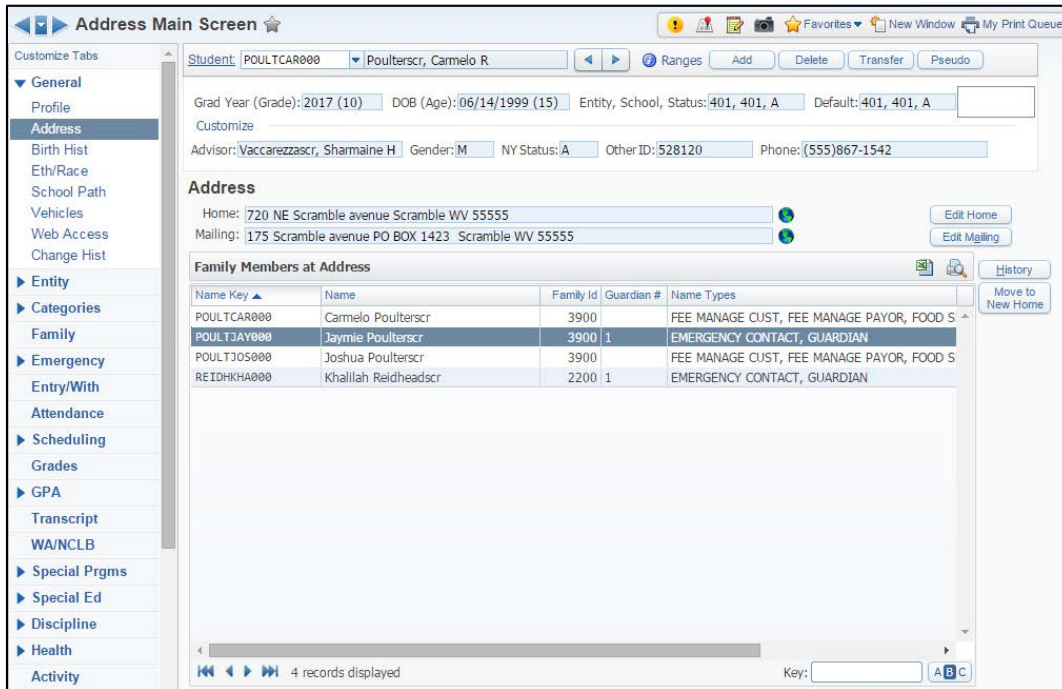 Address Main Screen
Favorites New Window My Print Queue
Customize Tabs
General
Profile
Address
Birth Hist
Eth/Race
School Path
Vehicles
Web Access
Change Hist
Entity
Categories
Family
Emergency
Entry/With
Attendance
Scheduling
Grades
GPA
Transcript
WA/NCLB
Special Prgms
Special Ed
Discipline
Health
Activity
Student: POULTCAR000 Poulterscr, Carmelo R Ranges Add Delete Transfer Pseudo
Grad Year (Grade): 2017 (10) DOB (Age): 06/14/1999 (15) Entity, School, Status: 401, 401, A Default: 401, 401, A
Customize
Advisor: Vaccarezzascr, Sharmaine H Gender: M NY Status: A Other ID: 528120 Phone: (555)867-1542
Address
Home: 720 NE Scramble avenue Scramble WV 55555 Edit Home
Mailing: 175 Scramble avenue PO BOX 1423 Scramble WV 55555 Edit Mailing
Family Members at Address History
Move to New Home
Name Key Name Family Id Guardian # Name Types
POULTCAR000 Carmelo Poulterscr 3900 FEE MANAGE CUST, FEE MANAGE PAYOR, FOOD S
POULTJAY000 Jaymie Poulterscr 3900 1 EMERGENCY CONTACT, GUARDIAN
POULTJOS000 Joshua Poulterscr 3900 FEE MANAGE CUST, FEE MANAGE PAYOR, FOOD S
REIDHKHA000 Khalilah Reidheadscr 2200 1 EMERGENCY CONTACT, GUARDIAN
4 records displayed Key: A B C